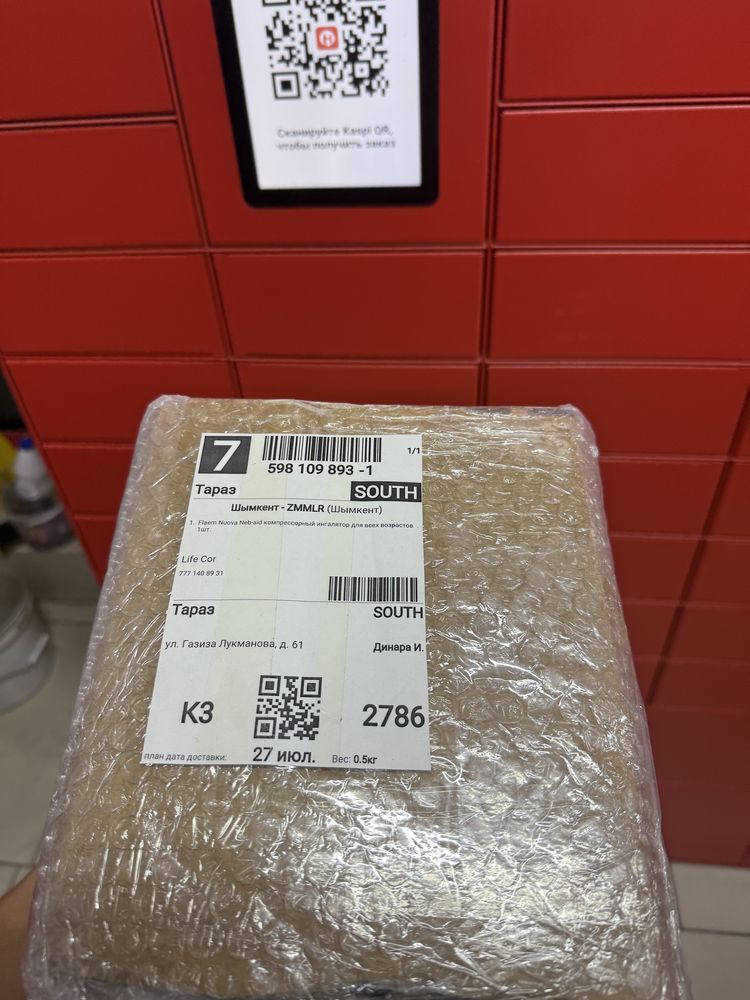 Сканируйте Kaspi QR,
чтобы получить заказ
7
1/1
598 109 893 -1
Тараз SOUTH
Шымкент - ZMMLR (Шымкент)
1. Flaem Nuova Neb-aid компрессорный ингалятор для всех возрастов
1шт.
Life Cor
777 140 89 31
Тараз SOUTH
ул. Газиза Лукманова, д. 61 Динара И.
К3 2786
план дата доставки: 27 июл. Вес: 0.5кг